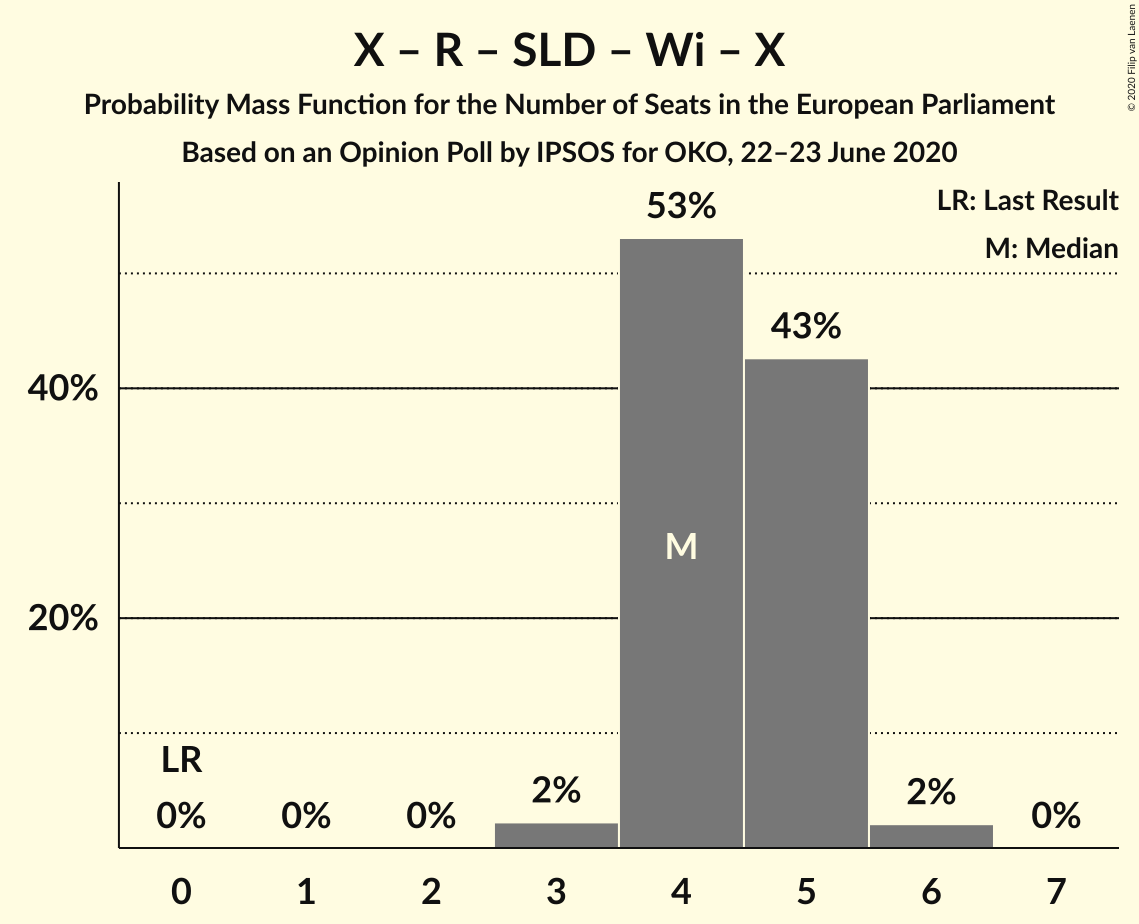 X – R – SLD – Wi – X
Probability Mass Function for the Number of Seats in the European Parliament
Based on an Opinion Poll by IPSOS for OKO, 22–23 June 2020
© 2020 Filip van Laenen
LR: Last Result
M: Median
53%
43%
40%
M
20%
LR
0%
0%
0%
2%
2%
0%
0
1
2
3
4
5
6
7